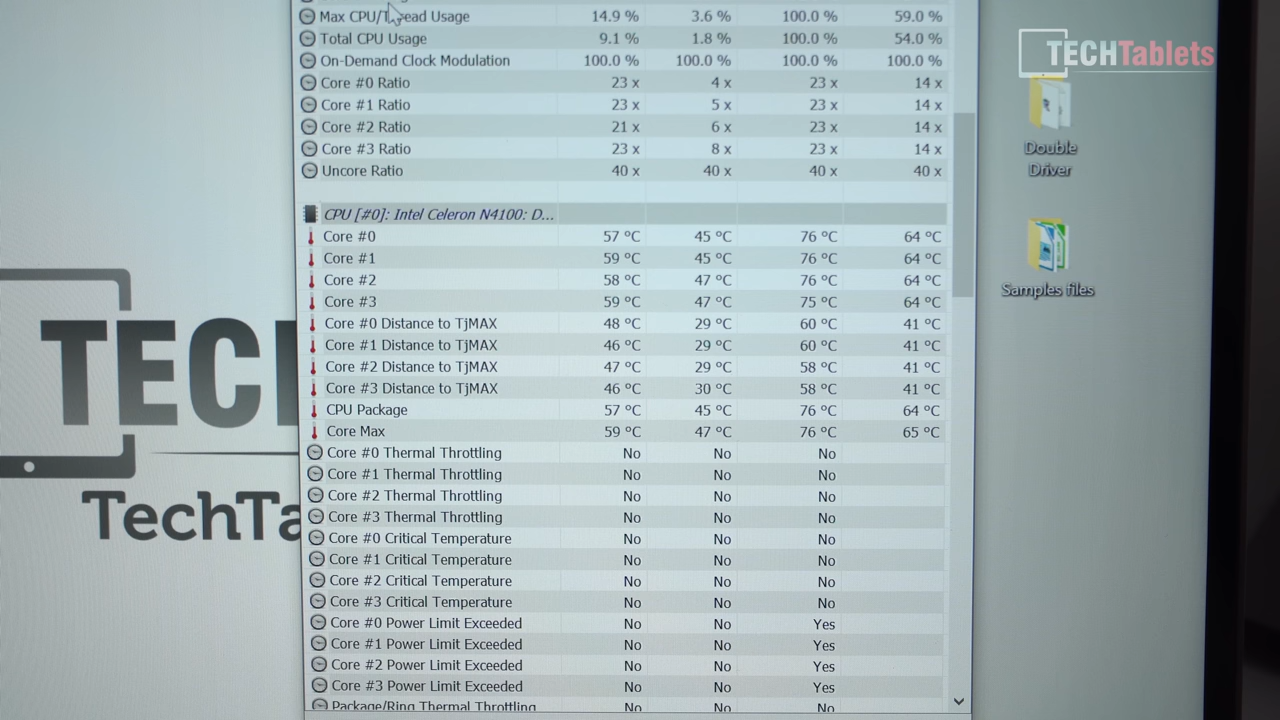 Max CPU/Thread Usage 14.9 % 3.6 % 100.0 % 59.0 %
Total CPU Usage 9.1 % 1.8 % 100.0 % 54.0 %
On-Demand Clock Modulation 100.0 % 100.0 % 100.0 % 100.0 %
Core #0 Ratio 23 x 4 x 23 x 14 x
Core #1 Ratio 23 x 5 x 23 x 14 x
Core #2 Ratio 21 x 6 x 23 x 14 x
Core #3 Ratio 23 x 8 x 23 x 14 x
Uncore Ratio 40 x 40 x 40 x 40 x
CPU [#0]: Intel Celeron N4100: D...
Core #0 57 °C 45 °C 76 °C 64 °C
Core #1 59 °C 45 °C 76 °C 64 °C
Core #2 58 °C 47 °C 76 °C 64 °C
Core #3 59 °C 47 °C 75 °C 64 °C
Core #0 Distance to TjMAX 48 °C 29 °C 60 °C 41 °C
Core #1 Distance to TjMAX 46 °C 29 °C 60 °C 41 °C
Core #2 Distance to TjMAX 47 °C 29 °C 58 °C 41 °C
Core #3 Distance to TjMAX 46 °C 30 °C 58 °C 41 °C
CPU Package 57 °C 45 °C 76 °C 64 °C
Core Max 59 °C 47 °C 76 °C 65 °C
Core #0 Thermal Throttling No No No
Core #1 Thermal Throttling No No No
Core #2 Thermal Throttling No No No
Core #3 Thermal Throttling No No No
Core #0 Critical Temperature No No No
Core #1 Critical Temperature No No No
Core #2 Critical Temperature No No No
Core #3 Critical Temperature No No No
Core #0 Power Limit Exceeded No No Yes
Core #1 Power Limit Exceeded No No Yes
Core #2 Power Limit Exceeded No No Yes
Core #3 Power Limit Exceeded No No Yes
Package/Ring Thermal Throttling No No No
TECHTablets
Double
Driver
Samples files
TEC
TechTa